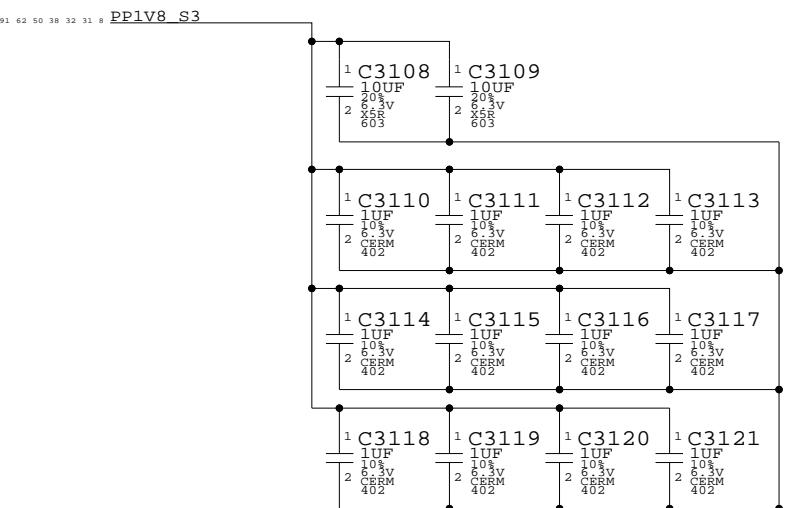 91 62 50 38 32 31 8 PP1V8_S3
1 C3108 1 C3109
10UF 10UF
20% 20%
6.3V 6.3V
2 X5R 2 X5R
603 603
1 C3110 1 C3111 1 C3112 1 C3113
1UF 1UF 1UF 1UF
10% 10% 10% 10%
6.3V 6.3V 6.3V 6.3V
2 CERM 2 CERM 2 CERM 2 CERM
402 402 402 402
1 C3114 1 C3115 1 C3116 1 C3117
1UF 1UF 1UF 1UF
10% 10% 10% 10%
6.3V 6.3V 6.3V 6.3V
2 CERM 2 CERM 2 CERM 2 CERM
402 402 402 402
1 C3118 1 C3119 1 C3120 1 C3121
1UF 1UF 1UF 1UF
10% 10% 10% 10%
6.3V 6.3V 6.3V 6.3V
2 CERM 2 CERM 2 CERM 2 CERM
402 402 402 402